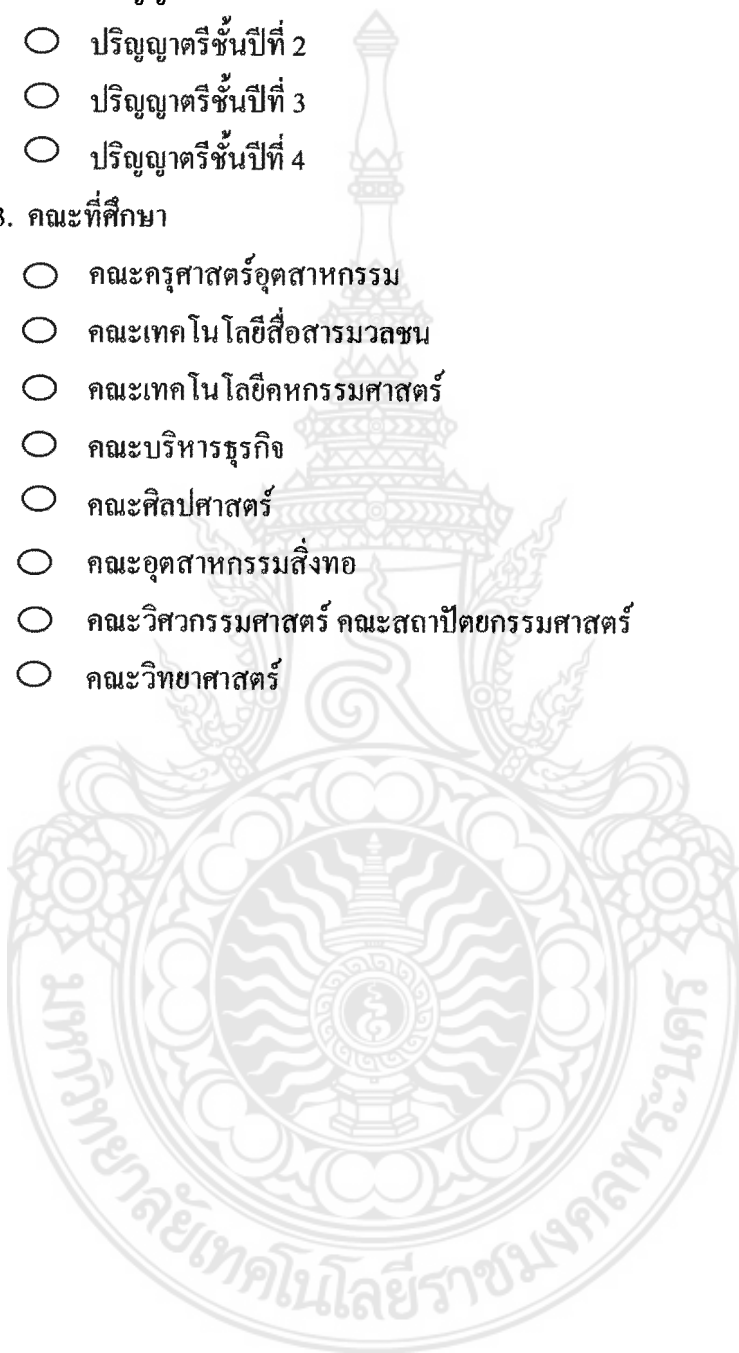 ปริญญาตรีชั้นปีที่ 2
ปริญญาตรีชั้นปีที่ 3
ปริญญาตรีชั้นปีที่ 4
3. คณะที่ศึกษา
คณะครุศาสตร์อุตสาหกรรม
คณะเทคโนโลยีสื่อสารมวลชน
คณะเทคโนโลยีคหกรรมศาสตร์
คณะบริหารธุรกิจ
คณะศิลปศาสตร์
คณะอุตสาหกรรมสิ่งทอ
คณะวิศวกรรมศาสตร์ คณะสถาปัตยกรรมศาสตร์
คณะวิทยาศาสตร์
มหาวิทยาลัยเทคโนโลยีราชมงคลพระนคร